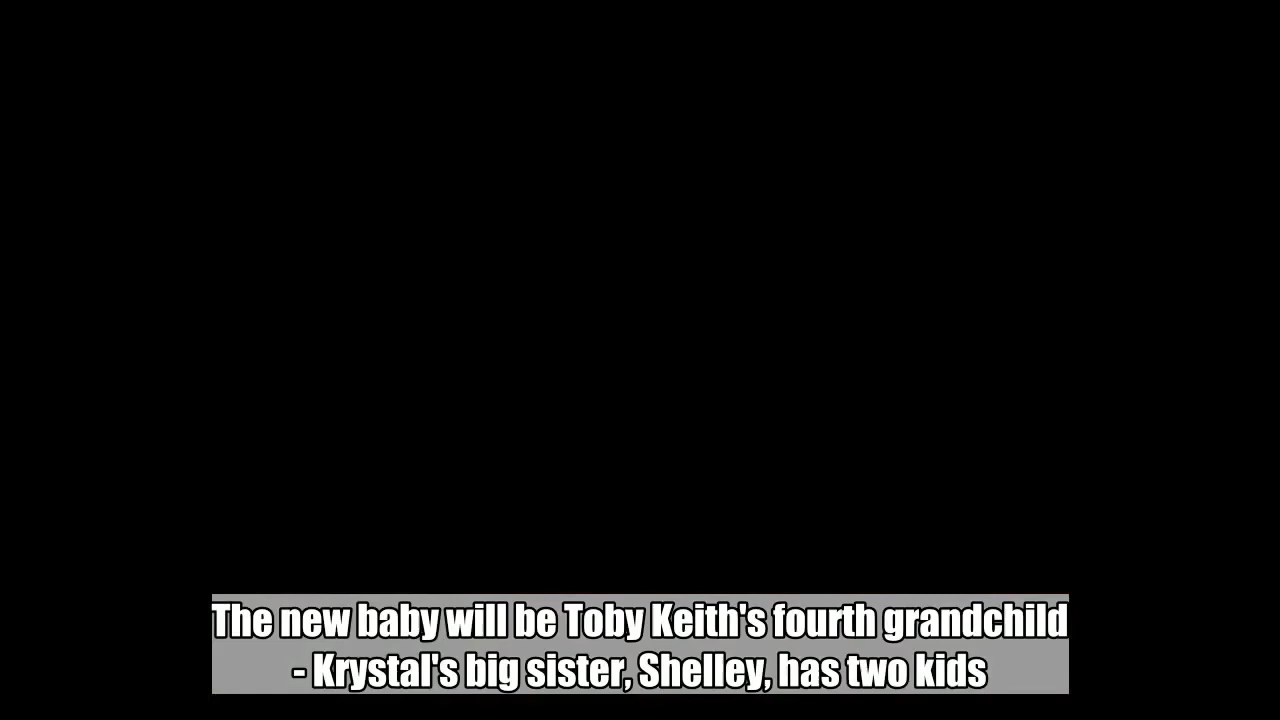 The new baby will be Toby Keith's fourth grandchild
- Krystal's big sister, Shelley, has two kids